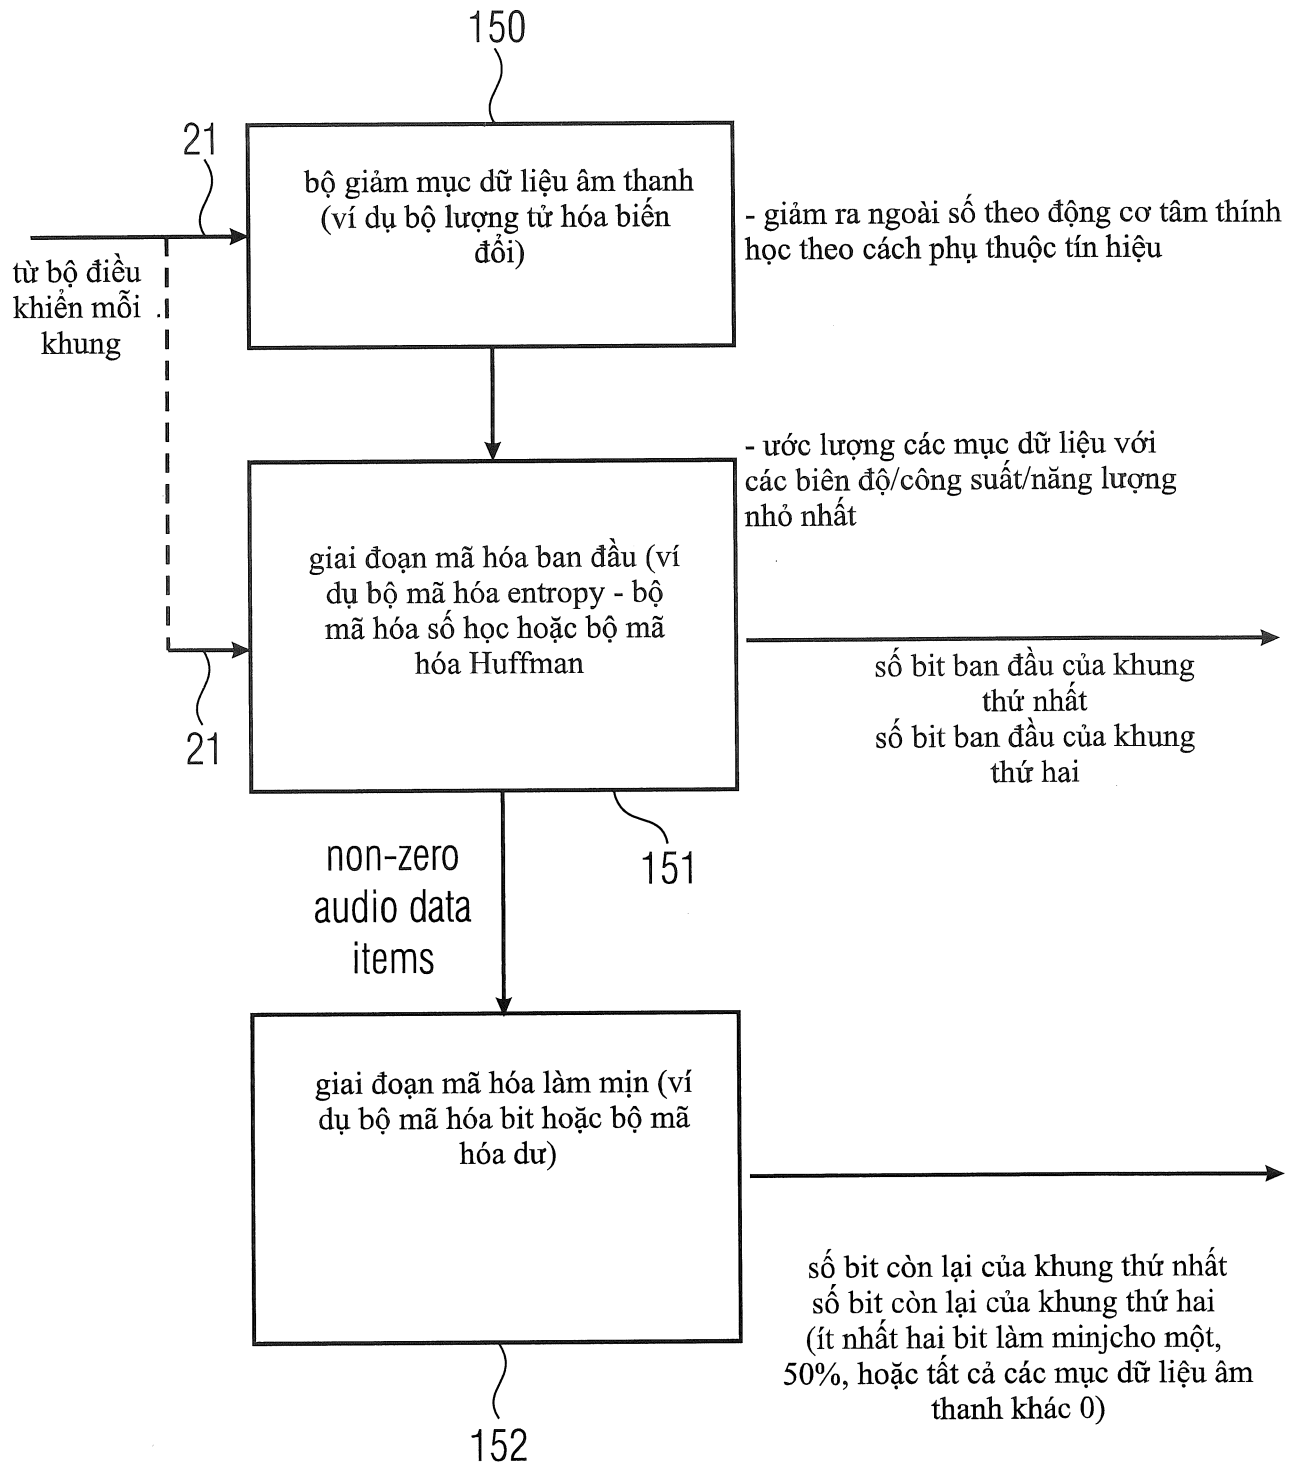 150
21
bộ giảm mục dữ liệu âm thanh
(ví dụ bộ lượng tử hóa biến
đổi)
- giảm ra ngoài số theo động cơ tâm thính
học theo cách phụ thuộc tín hiệu
từ bộ điều
khiển mỗi
khung
- ước lượng các mục dữ liệu với
các biên độ/công suất/năng lượng
nhỏ nhất
giai đoạn mã hóa ban đầu (ví
dụ bộ mã hóa entropy - bộ
mã hóa số học hoặc bộ mã
hóa Huffman
21
số bit ban đầu của khung
thứ nhất
số bit ban đầu của khung
thứ hai
151
non-zero
audio data
items
giai đoạn mã hóa làm mịn (ví
dụ bộ mã hóa bit hoặc bộ mã
hóa dư)
số bit còn lại của khung thứ nhất
số bit còn lại của khung thứ hai
(ít nhất hai bit làm minjcho một,
50%, hoặc tất cả các mục dữ liệu âm
thanh khác 0)
152